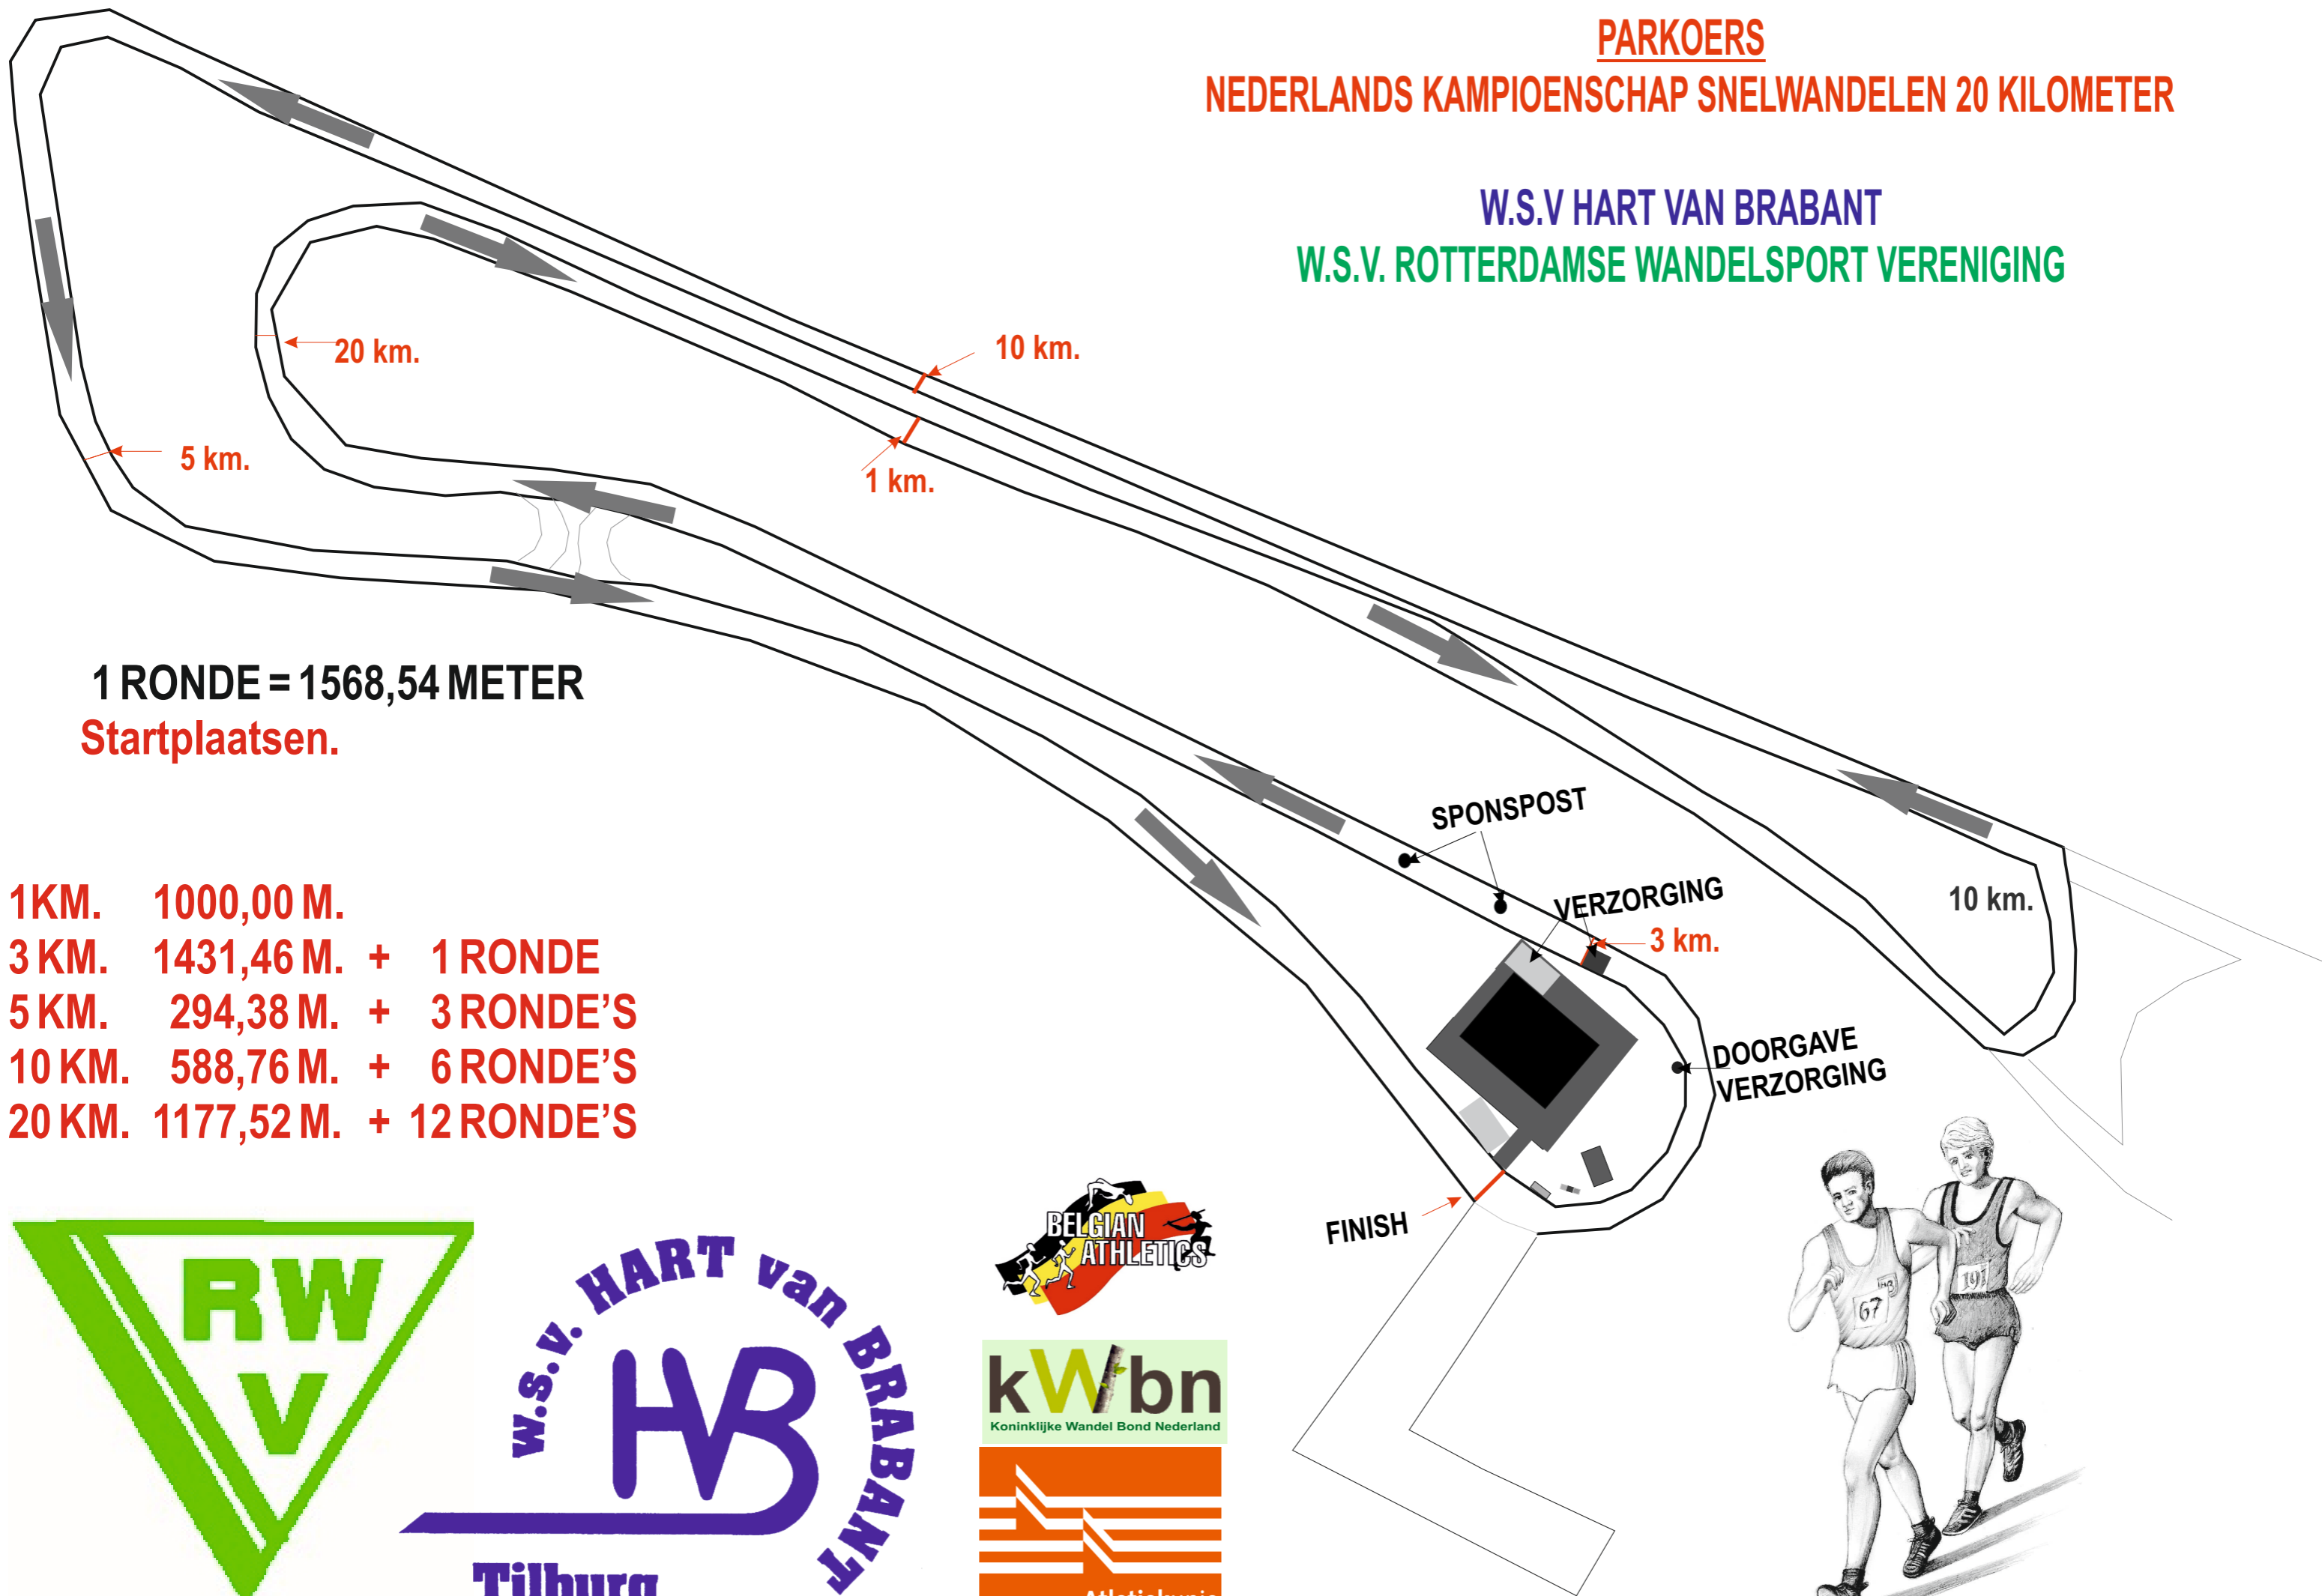 PARKOERS
NEDERLANDS KAMPIOENSCHAP SNELWANDELEN 20 KILOMETER
W.S.V HART VAN BRABANT
W.S.V. ROTTERDAMSE WANDELSPORT VERENIGING
20 km.
10 km.
5 km.
1 km.
1 RONDE = 1568,54 METER
Startplaatsen.
SPONSPOST
VERZORGING
3 km.
10 km.
DOORGAVE
VERZORGING
FINISH
1KM. 1000,00 M.
3 KM. 1431,46 M. + 1 RONDE
5 KM. 294,38 M. + 3 RONDE'S
10 KM. 588,76 M. + 6 RONDE'S
20 KM. 1177,52 M. + 12 RONDE'S
RW
V
W.S.V. HART van BRABANT
HVB
Tilburg
BELGIAN
ATHLETICS
kWbn
Koninklijke Wandel Bond Nederland
Atletiekunie
67
191